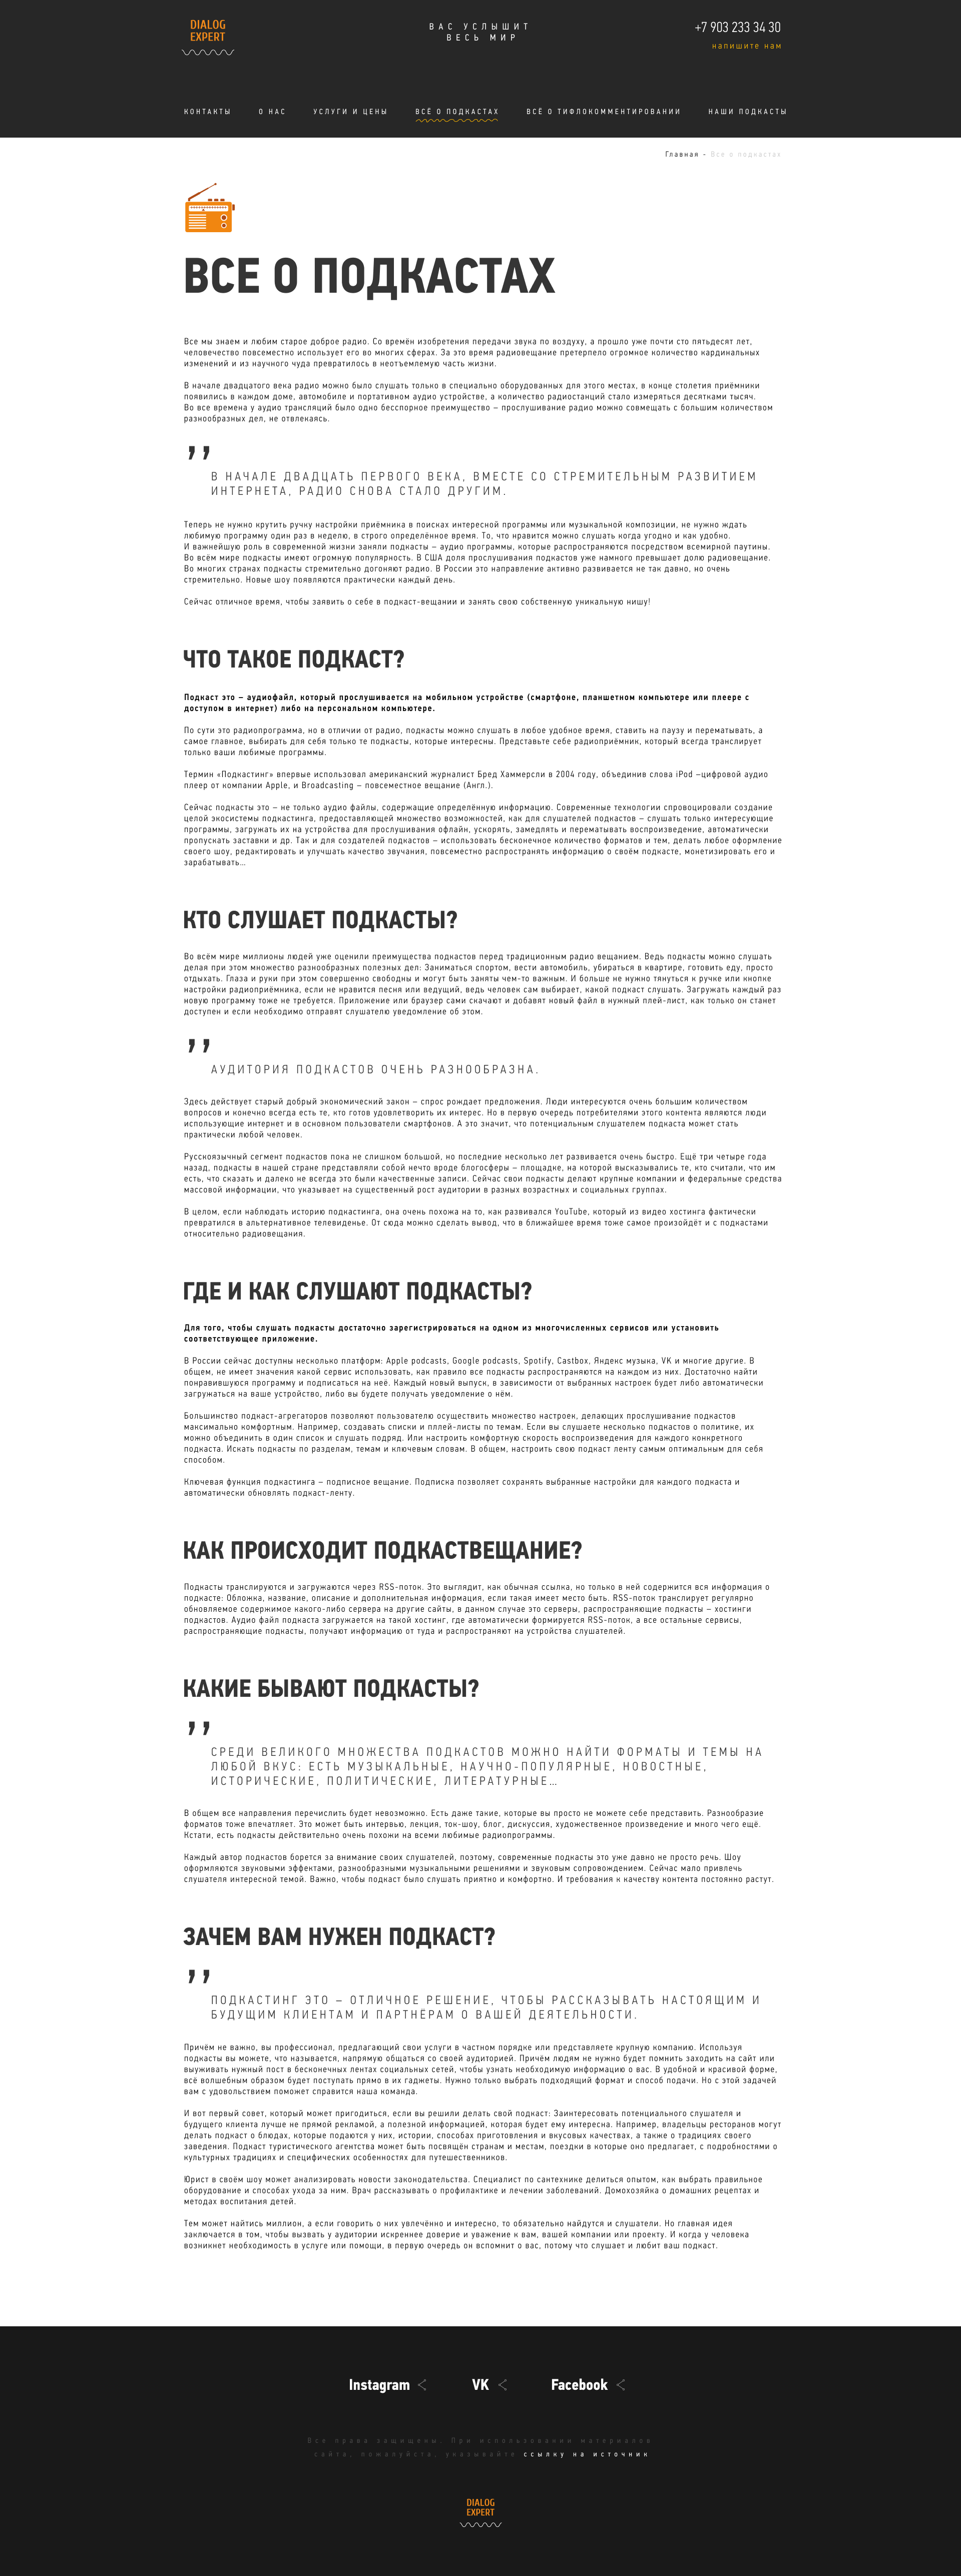 DIALOG
EXPERT
ВАС УСЛЫШИТ
ВЕСЬ МИР
+7 903 233 34 30
напишите нам
КОНТАКТЫ О НАС УСЛУГИ И ЦЕНЫ ВСЁ О ПОДКАСТАХ ВСЁ О ТИФЛОКОММЕНТИРОВАНИИ НАШИ ПОДКАСТЫ
Главная - Все о подкастах
ВСЕ О ПОДКАСТАХ
Все мы знаем и любим старое доброе радио. Со времён изобретения передачи звука по воздуху, а прошло уже почти сто пятьдесят лет,
человечество повсеместно использует его во многих сферах. За это время радиовещание претерпело огромное количество кардинальных
изменений и из научного чуда превратилось в неотъемлемую часть жизни.
В начале двадцатого века радио можно было слушать только в специально оборудованных для этого местах, в конце столетия приёмники
появились в каждом доме, автомобиле и портативном аудио устройстве, а количество радиостанций стало измеряться десятками тысяч.
Во все времена у аудио трансляций было одно бесспорное преимущество – прослушивание радио можно совмещать с большим количеством
разнообразных дел, не отвлекаясь.
В НАЧАЛЕ ДВАДЦАТЬ ПЕРВОГО ВЕКА, ВМЕСТЕ СО СТРЕМИТЕЛЬНЫМ РАЗВИТИЕМ
ИНТЕРНЕТА, РАДИО СНОВА СТАЛО ДРУГИМ.
Теперь не нужно крутить ручку настройки приёмника в поисках интересной программы или музыкальной композиции, не нужно ждать
любимую программу один раз в неделю, в строго определённое время. То, что нравится можно слушать когда угодно и как удобно.
И важнейшую роль в современной жизни заняли подкасты – аудио программы, которые распространяются посредством всемирной паутины.
Во всём мире подкасты имеют огромную популярность. В США доля прослушивания подкастов уже намного превышает долю радиовещание.
Во многих странах подкасты стремительно догоняют радио. В России это направление активно развивается не так давно, но очень
стремительно. Новые шоу появляются практически каждый день.
Сейчас отличное время, чтобы заявить о себе в подкаст-вещании и занять свою собственную уникальную нишу!
ЧТО ТАКОЕ ПОДКАСТ?
Подкаст это – аудиофайл, который прослушивается на мобильном устройстве (смартфоне, планшетном компьютере или плеере с
доступом в интернет) либо на персональном компьютере.
По сути это радиопрограмма, но в отличии от радио, подкасты можно слушать в любое удобное время, ставить на паузу и перематывать, а
самое главное, выбирать для себя только те подкасты, которые интересны. Представьте себе радиоприёмник, который всегда транслирует
только ваши любимые программы.
Термин «Подкастинг» впервые использовал американский журналист Бред Хаммерсли в 2004 году, объединив слова iPod –цифровой аудио
плеер от компании Apple, и Broadcasting – повсеместное вещание (Англ.).
Сейчас подкасты это – не только аудио файлы, содержащие определённую информацию. Современные технологии спровоцировали создание
целой экосистемы подкастинга, предоставляющей множество возможностей, как для слушателей подкастов – слушать только интересующие
программы, загружать их на устройства для прослушивания офлайн, ускорять, замедлять и перематывать воспроизведение, автоматически
пропускать заставки и др. Так и для создателей подкастов – использовать бесконечное количество форматов и тем, делать любое оформление
своего шоу, редактировать и улучшать качество звучания, повсеместно распространять информацию о своём подкасте, монетизировать его и
зарабатывать…
КТО СЛУШАЕТ ПОДКАСТЫ?
Во всём мире миллионы людей уже оценили преимущества подкастов перед традиционным радио вещанием. Ведь подкасты можно слушать
делая при этом множество разнообразных полезных дел: Заниматься спортом, вести автомобиль, убираться в квартире, готовить еду, просто
отдыхать. Глаза и руки при этом совершенно свободны и могут быть заняты чем-то важным. И больше не нужно тянуться к ручке или кнопке
настройки радиоприёмника, если не нравится песня или ведущий, ведь человек сам выбирает, какой подкаст слушать. Загружать каждый раз
новую программу тоже не требуется. Приложение или браузер сами скачают и добавят новый файл в нужный плей-лист, как только он станет
доступен и если необходимо отправят слушателю уведомление об этом.
АУДИТОРИЯ ПОДКАСТОВ ОЧЕНЬ РАЗНООБРАЗНА.
Здесь действует старый добрый экономический закон – спрос рождает предложения. Люди интересуются очень большим количеством
вопросов и конечно всегда есть те, кто готов удовлетворить их интерес. Но в первую очередь потребителями этого контента являются люди
использующие интернет и в основном пользователи смартфонов. А это значит, что потенциальным слушателем подкаста может стать
практически любой человек.
Русскоязычный сегмент подкастов пока не слишком большой, но последние несколько лет развивается очень быстро. Ещё три четыре года
назад, подкасты в нашей стране представляли собой нечто вроде блогосферы – площадке, на которой высказывались те, кто считали, что им
есть, что сказать и далеко не всегда это были качественные записи. Сейчас свои подкасты делают крупные компании и федеральные средства
массовой информации, что указывает на существенный рост аудитории в разных возрастных и социальных группах.
В целом, если наблюдать историю подкастинга, она очень похожа на то, как развивался YouTube, который из видео хостинга фактически
превратился в альтернативное телевиденье. От сюда можно сделать вывод, что в ближайшее время тоже самое произойдёт и с подкастами
относительно радиовещания.
ГДЕ И КАК СЛУШАЮТ ПОДКАСТЫ?
Для того, чтобы слушать подкасты достаточно зарегистрироваться на одном из многочисленных сервисов или установить
соответствующее приложение.
В России сейчас доступны несколько платформ: Apple podcasts, Google podcasts, Spotify, Castbox, Яндекс музыка, VK и многие другие. В
общем, не имеет значения какой сервис использовать, как правило все подкасты распространяются на каждом из них. Достаточно найти
понравившуюся программу и подписаться на неё. Каждый новый выпуск, в зависимости от выбранных настроек будет либо автоматически
загружаться на ваше устройство, либо вы будете получать уведомление о нём.
Большинство подкаст-агрегаторов позволяют пользователю осуществить множество настроек, делающих прослушивание подкастов
максимально комфортным. Например, создавать списки и пллей-листы по темам. Если вы слушаете несколько подкастов о политике, их
можно объединить в один список и слушать подряд. Или настроить комфортную скорость воспроизведения для каждого конкретного
подкаста. Искать подкасты по разделам, темам и ключевым словам. В общем, настроить свою подкаст ленту самым оптимальным для себя
способом.
Ключевая функция подкастинга – подписное вещание. Подписка позволяет сохранять выбранные настройки для каждого подкаста и
автоматически обновлять подкаст-ленту.
КАК ПРОИСХОДИТ ПОДКАСТВЕЩАНИЕ?
Подкасты транслируются и загружаются через RSS-поток. Это выглядит, как обычная ссылка, но только в ней содержится вся информация о
подкасте: Обложка, название, описание и дополнительная информация, если такая имеет место быть. RSS-поток транслирует регулярно
обновляемое содержимое какого-либо сервера на другие сайты, в данном случае это серверы, распространяющие подкасты – хостинги
подкастов. Аудио файл подкаста загружается на такой хостинг, где автоматически формируется RSS-поток, а все остальные сервисы,
распространяющие подкасты, получают информацию от туда и распространяют на устройства слушателей.
КАКИЕ БЫВАЮТ ПОДКАСТЫ?
СРЕДИ ВЕЛИКОГО МНОЖЕСТВА ПОДКАСТОВ МОЖНО НАЙТИ ФОРМАТЫ И ТЕМЫ НА
ЛЮБОЙ ВКУС: ЕСТЬ МУЗЫКАЛЬНЫЕ, НАУЧНО-ПОПУЛЯРНЫЕ, НОВОСТНЫЕ,
ИСТОРИЧЕСКИЕ, ПОЛИТИЧЕСКИЕ, ЛИТЕРАТУРНЫЕ…
В общем все направления перечислить будет невозможно. Есть даже такие, которые вы просто не можете себе представить. Разнообразие
форматов тоже впечатляет. Это может быть интервью, лекция, ток-шоу, блог, дискуссия, художественное произведение и много чего ещё.
Кстати, есть подкасты действительно очень похожи на всеми любимые радиопрограммы.
Каждый автор подкастов борется за внимание своих слушателей, поэтому, современные подкасты это уже давно не просто речь. Шоу
оформляются звуковыми эффектами, разнообразными музыкальными решениями и звуковым сопровождением. Сейчас мало привлечь
слушателя интересной темой. Важно, чтобы подкаст было слушать приятно и комфортно. И требования к качеству контента постоянно растут.
ЗАЧЕМ ВАМ НУЖЕН ПОДКАСТ?
ПОДКАСТИНГ ЭТО – ОТЛИЧНОЕ РЕШЕНИЕ, ЧТОБЫ РАССКАЗЫВАТЬ НАСТОЯЩИМ И
БУДУЩИМ КЛИЕНТАМ И ПАРТНЁРАМ О ВАШЕЙ ДЕЯТЕЛЬНОСТИ.
Причём не важно, вы профессионал, предлагающий свои услуги в частном порядке или представляете крупную компанию. Используя
подкасты вы можете, что называется, напрямую общаться со своей аудиторией. Причём людям не нужно будет помнить заходить на сайт или
выуживать нужный пост в бесконечных лентах социальных сетей, чтобы узнать необходимую информацию о вас. В удобной и красивой форме,
всё волшебным образом будет поступать прямо в их гаджеты. Нужно только выбрать подходящий формат и способ подачи. Но с этой задачей
вам с удовольствием поможет справится наша команда.
И вот первый совет, который может пригодиться, если вы решили делать свой подкаст: Заинтересовать потенциального слушателя и
будущего клиента лучше не прямой рекламой, а полезной информацией, которая будет ему интересна. Например, владельцы ресторанов могут
делать подкаст о блюдах, которые подаются у них, истории, способах приготовления и вкусовых качествах, а также о традициях своего
заведения. Подкаст туристического агентства может быть посвящён странам и местам, поездки в которые оно предлагает, с подробностями о
культурных традициях и специфических особенностях для путешественников.
Юрист в своём шоу может анализировать новости законодательства. Специалист по сантехнике делиться опытом, как выбрать правильное
оборудование и способах ухода за ним. Врач рассказывать о профилактике и лечении заболеваний. Домохозяйка о домашних рецептах и
методах воспитания детей.
Тем может найтись миллион, а если говорить о них увлечённо и интересно, то обязательно найдутся и слушатели. Но главная идея
заключается в том, чтобы вызвать у аудитории искреннее доверие и уважение к вам, вашей компании или проекту. И когда у человека
возникнет необходимость в услуге или помощи, в первую очередь он вспомнит о вас, потому что слушает и любит ваш подкаст.
Instagram VK Facebook
Все права защищены. При использовании материалов
сайта, пожалуйста, указывайте ссылку на источник
DIALOG
EXPERT